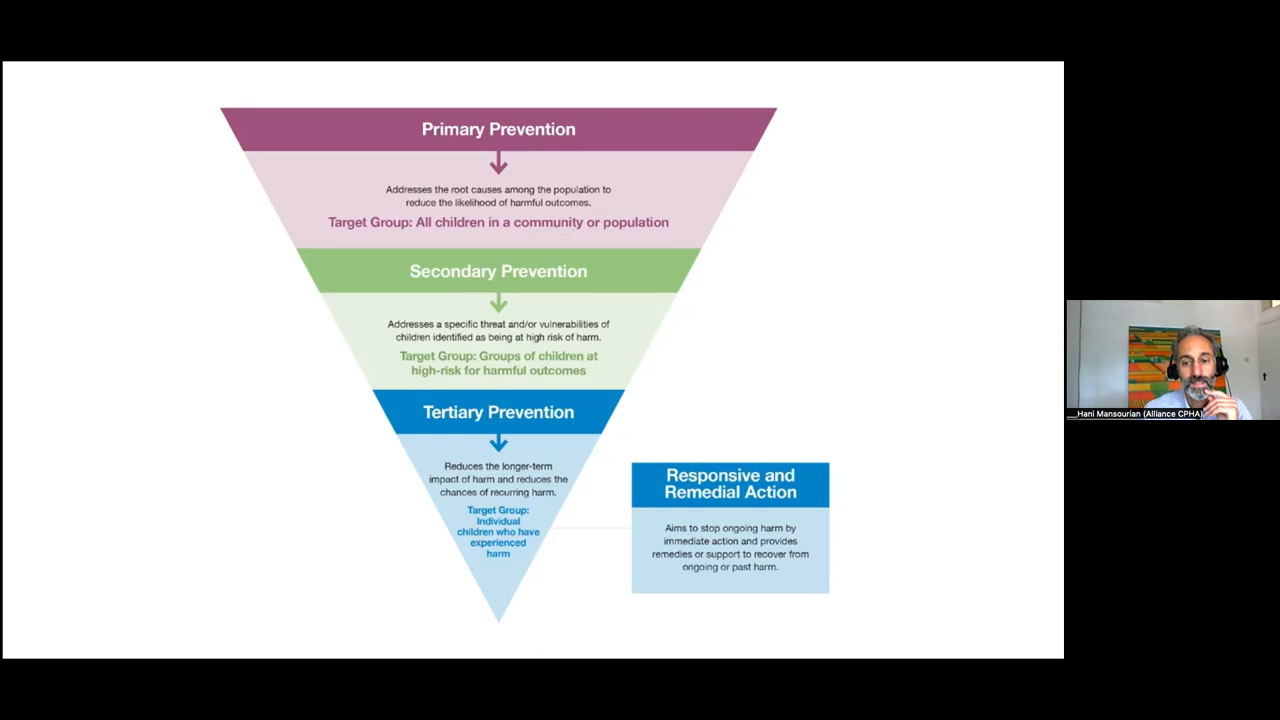 Primary Prevention
Addresses the root causes among the population to
reduce the likelihood of harmful outcomes.
Target Group: All children in a community or population
Secondary Prevention
Addresses a specific threat and/or vulnerabilities of
children identified as being at high risk of harm.
Target Group: Groups of children at
high-risk for harmful outcomes
Tertiary Prevention
Reduces the longer-term
impact of harm and reduces the
chances of recurring harm.
Target Group:
Individual
children who have
experienced
harm
Responsive and
Remedial Action
Aims to stop ongoing harm by
immediate action and provides
remedies or support to recover from
ongoing or past harm.
__Hani Mansourian (Alliance CPHA)